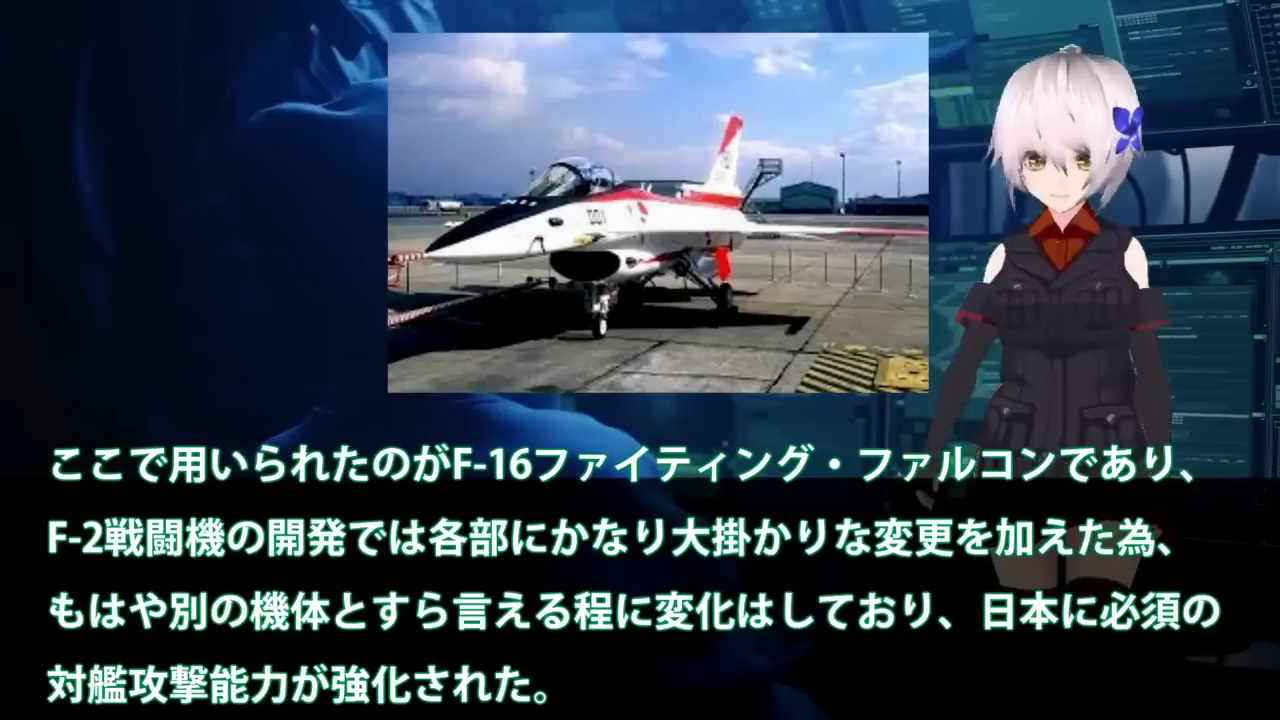 001
ここで用いられたのがF-16ファイティング・ファルコンであり、
F-2戦闘機の開発では各部にかなり大掛かりな変更を加えた為、
もはや別の機体とすら言える程に変化はしており、日本に必須の
対艦攻撃能力が強化された。